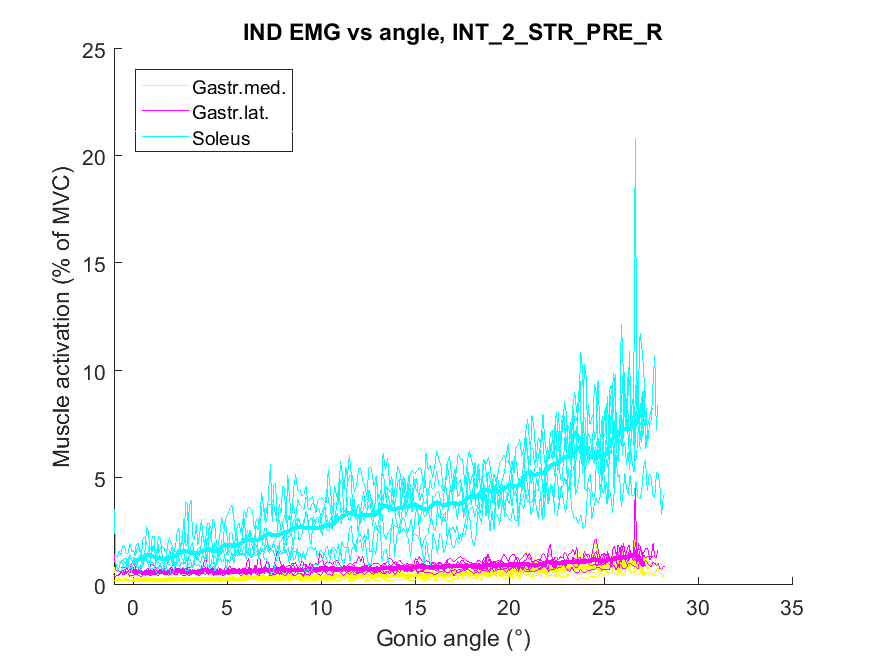 IND EMG vs angle, INT_2_STR_PRE_R
25
20
15
10
5
0
Muscle activation (% of MVC)
Gastr.med.
Gastr.lat.
Soleus
0 5 10 15 20 25 30 35
Gonio angle (°)